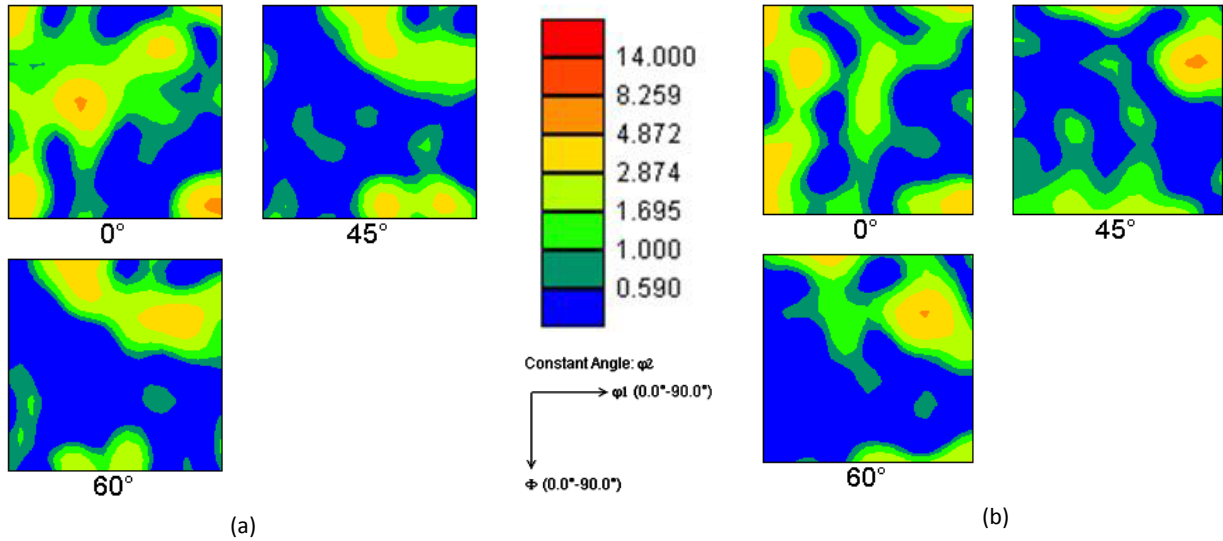 0°
45°
60°
(a)
14.000
8.259
4.872
2.874
1.695
1.000
0.590
Constant Angle: φ2
φ1 (0.0°-90.0°)
Φ (0.0°-90.0°)
0°
45°
60°
(b)